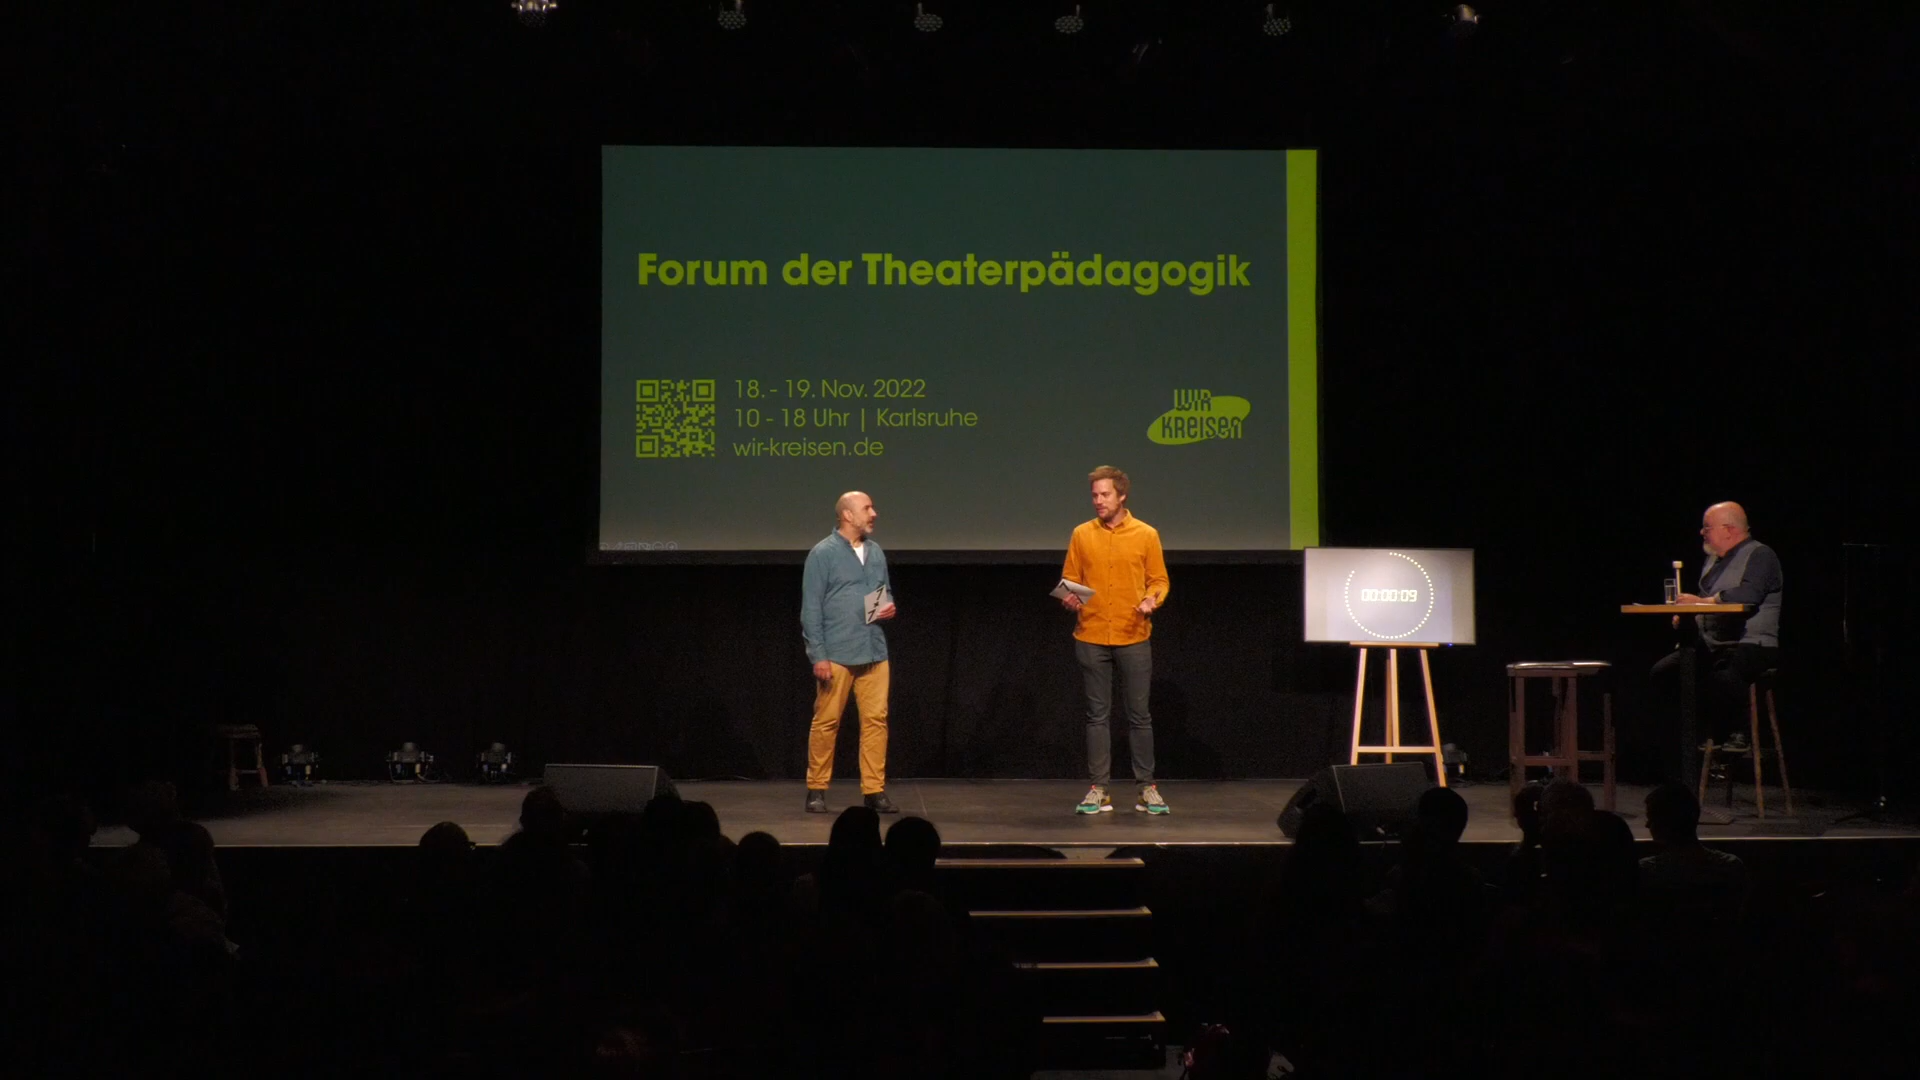 Forum der Theaterpädagogik
18. - 19. Nov. 2022
10 - 18 Uhr | Karlsruhe
wir-kreisen.de
WIR
KREISEN
00:00:09